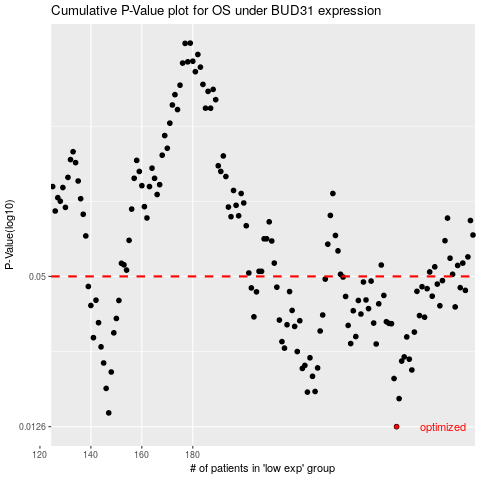 Cumulative P-Value plot for OS under BUD31 expression
P-Value(log10)
0.05
0.0126
optimized
120 140 160 180
# of patients in 'low exp' group